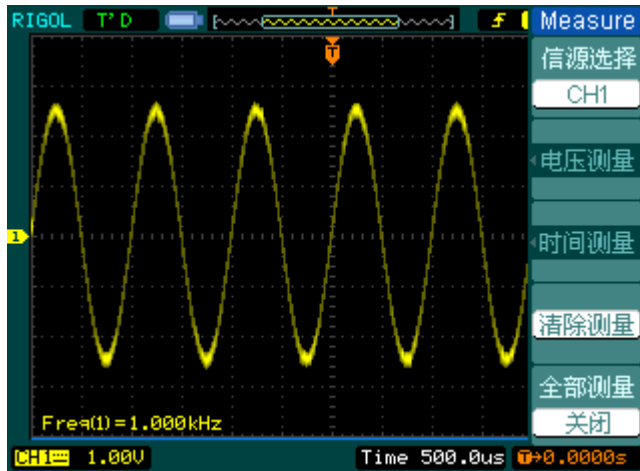 RIGOL T'D Measure
信源选择
CH1
电压测量
时间测量
清除测量
全部测量
关闭
T
1
Freq(1)=1.000kHz
CH1 1.00V Time 500.0us T→0.0000s